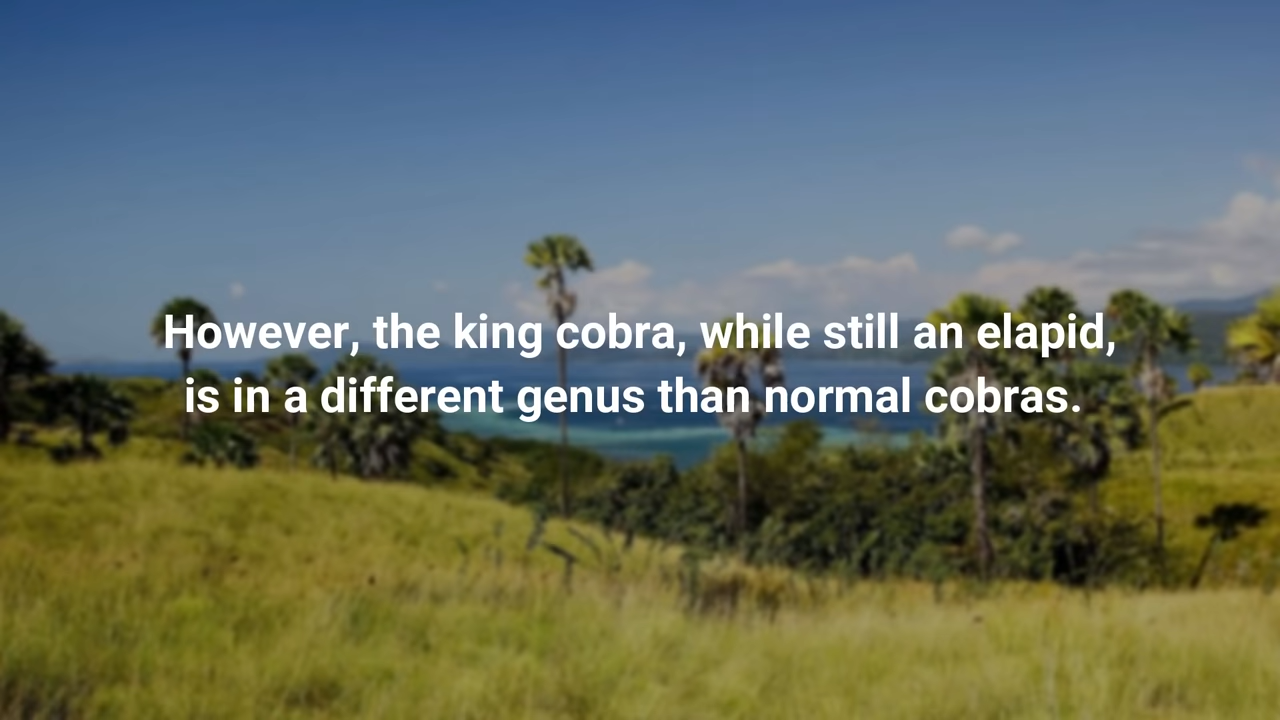 However, the king cobra, while still an elapid,
is in a different genus than normal cobras.